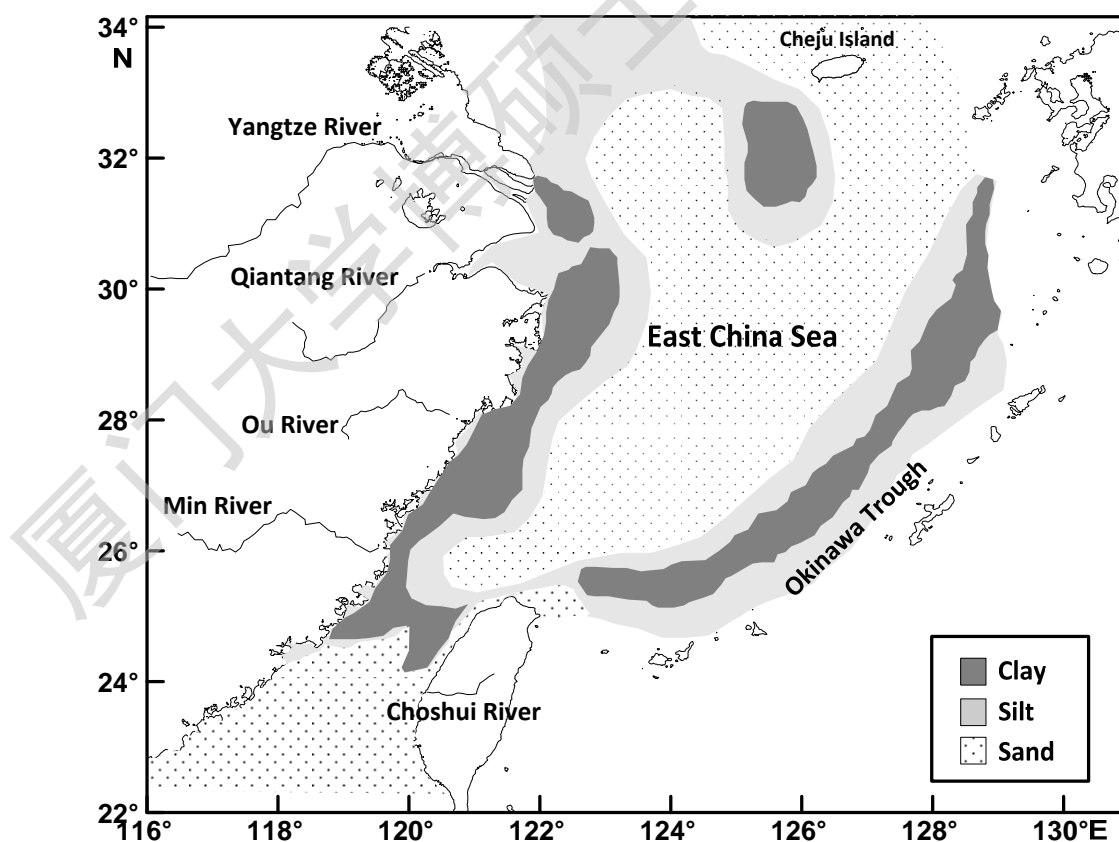 34°
N
Cheju Island
Yangtze River
32°
Qiantang River
30°
East China Sea
28°
Ou River
Min River
26°
Okinawa Trough
24°
Choshui River
Clay
Silt
Sand
22°
116°
118°
120°
122°
124°
126°
128°
130°E
厦门大学博硕士